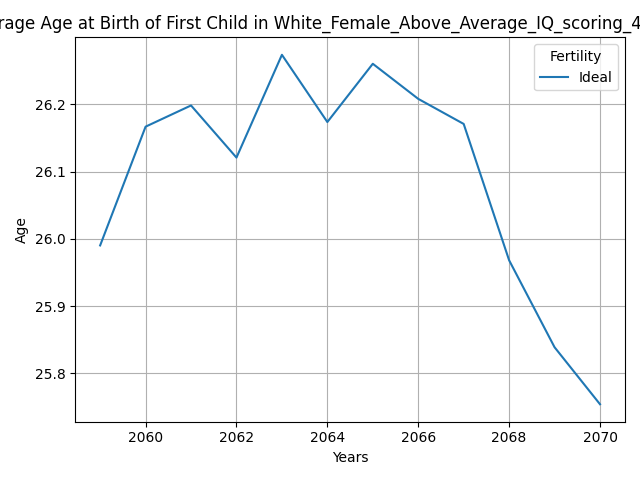 rage Age at Birth of First Child in White_Female_Above_Average_IQ_scoring_4
Fertility
Ideal
26.2
26.1
26.0
25.9
25.8
Age
2060
2062
2064
2066
2068
2070
Years